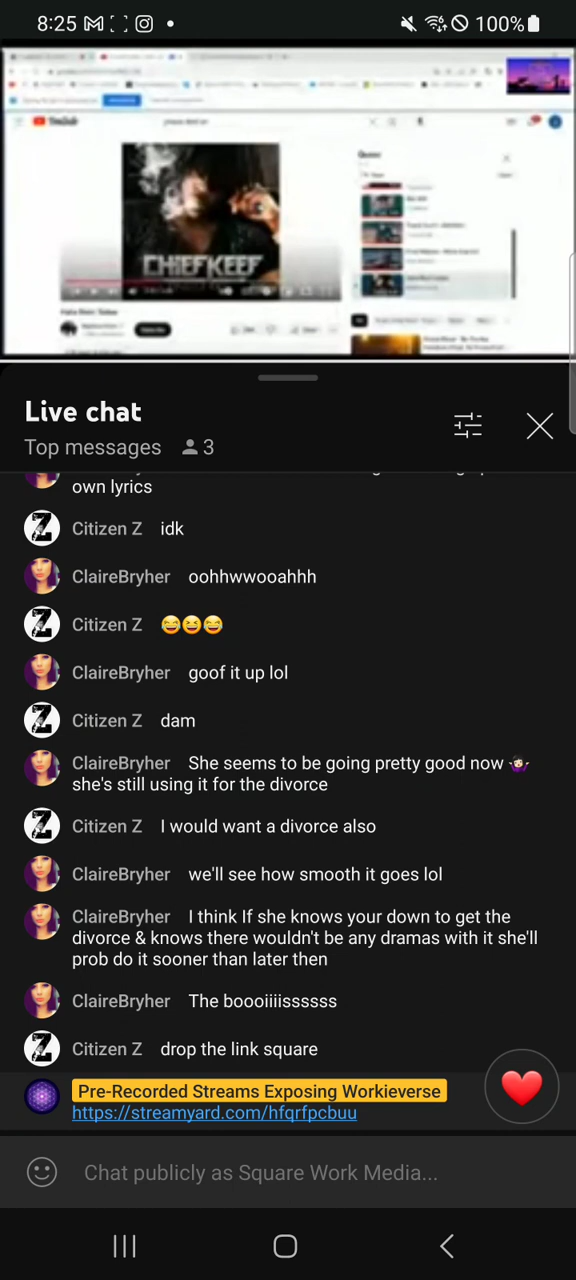 8:25
100%
YouTube
CHIEF KEEF
Live chat
Top messages 3
own lyrics
Citizen Z idk
ClaireBryher oohhwwooahhh
Citizen Z 😂😆😂
ClaireBryher goof it up lol
Citizen Z dam
ClaireBryher She seems to be going pretty good now 🤷🏻‍♀️
she's still using it for the divorce
Citizen Z I would want a divorce also
ClaireBryher we'll see how smooth it goes lol
ClaireBryher I think If she knows your down to get the
divorce & knows there wouldn't be any dramas with it she'll
prob do it sooner than later then
ClaireBryher The boooiiiissssss
Citizen Z drop the link square
Pre-Recorded Streams Exposing Workieverse
https://streamyard.com/hfqrfpcbuu
Chat publicly as Square Work Media...